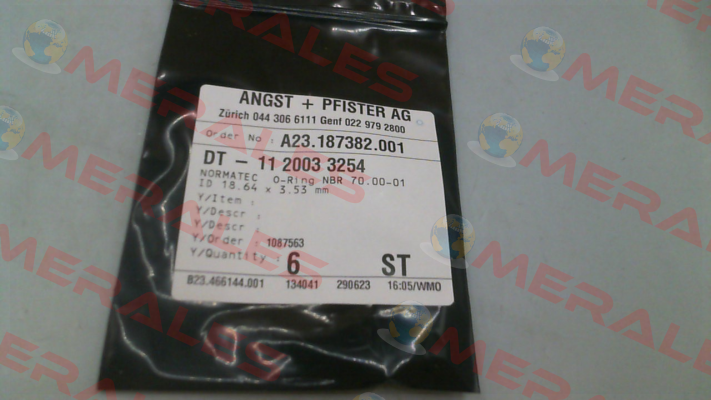 ANGST + PFISTER AG
Zürich 044 306 6111 Genf 022 979 2800
Order No : A23.187382.001
DT - 11 2003 3254
NORMATEC O-Ring NBR 70.00-01
ID 18.64 x 3.53 mm
Y/Item :
Y/Descr :
Y/Descr :
Y/Order 1087563
Y/Quantity : 6 ST
B23.466144.001 134041 290623 16:05/WMO
MERALES
MERALES
MERALES
MERALES
MERALES
MERALES